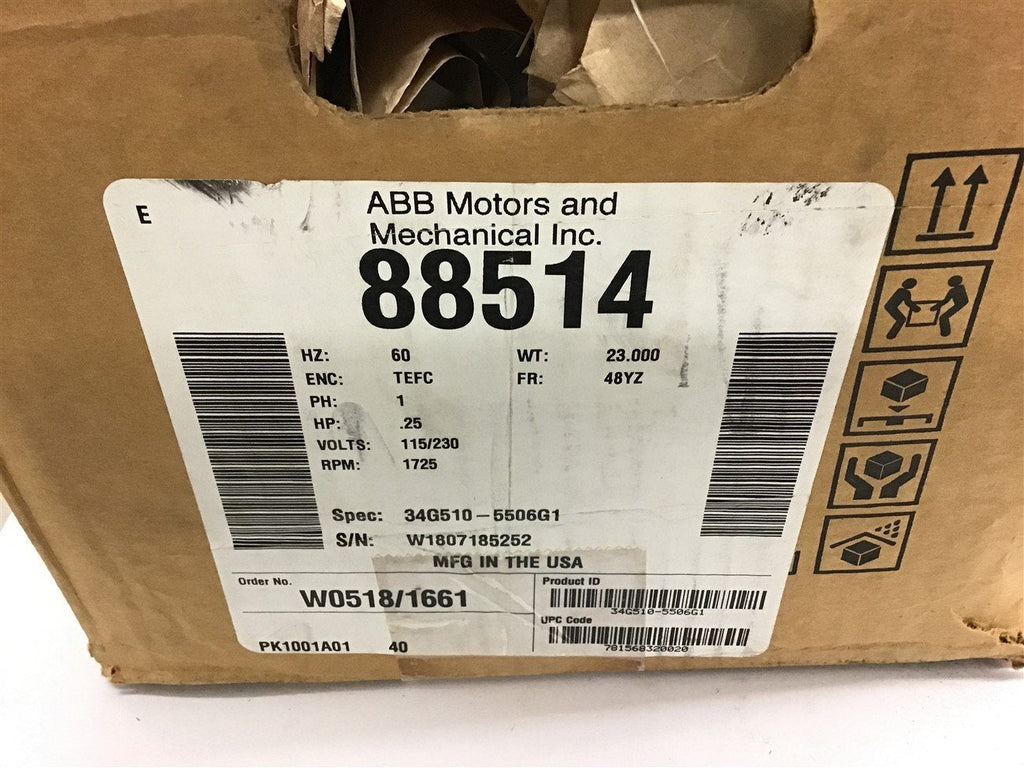 E
ABB Motors and
Mechanical Inc.
88514
HZ: 60 WT: 23.000
ENC: TEFC FR: 48YZ
PH: 1
HP: .25
VOLTS: 115/230
RPM: 1725
Spec: 34G510-5506G1
S/N: W1807185252
MFG IN THE USA
Order No. Product ID
W0518/1661
34G510-5506G1
UPC Code
PK1001A01 40
781568320020